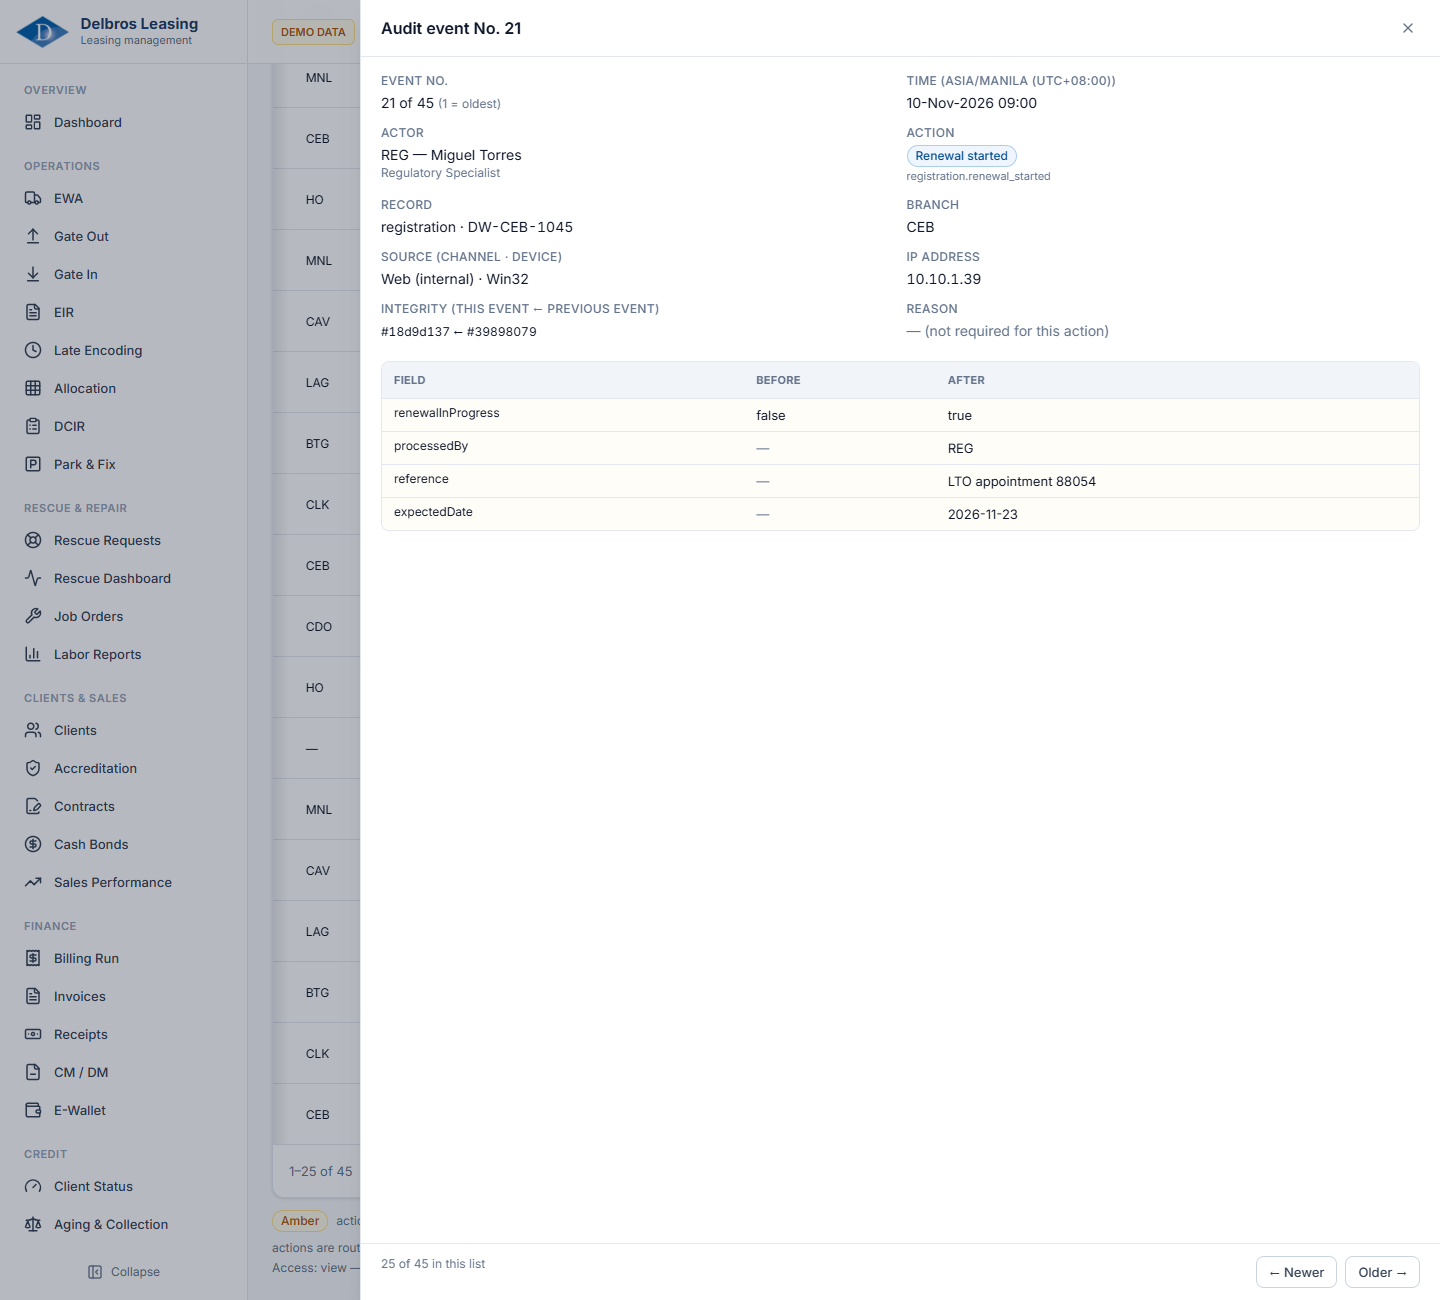 Delbros Leasing
Leasing management
OVERVIEW
Dashboard
OPERATIONS
EWA
Gate Out
Gate In
EIR
Late Encoding
Allocation
DCIR
Park & Fix
RESCUE & REPAIR
Rescue Requests
Rescue Dashboard
Job Orders
Labor Reports
CLIENTS & SALES
Clients
Accreditation
Contracts
Cash Bonds
Sales Performance
FINANCE
Billing Run
Invoices
Receipts
CM / DM
E-Wallet
CREDIT
Client Status
Aging & Collection
Collapse
DEMO DATA
MNL
CEB
HO
MNL
CAV
LAG
BTG
CLK
CEB
CDO
HO
—
MNL
CAV
LAG
BTG
CLK
CEB
1–25 of 45
Amber
actions are rout
Access: view —
Audit event No. 21
EVENT NO.
21 of 45 (1 = oldest)
TIME (ASIA/MANILA (UTC+08:00))
10-Nov-2026 09:00
ACTOR
REG — Miguel Torres
Regulatory Specialist
ACTION
Renewal started
registration.renewal_started
RECORD
registration · DW-CEB-1045
BRANCH
CEB
SOURCE (CHANNEL · DEVICE)
Web (internal) · Win32
IP ADDRESS
10.10.1.39
INTEGRITY (THIS EVENT ← PREVIOUS EVENT)
#18d9d137 ← #39898079
REASON
— (not required for this action)
FIELD BEFORE AFTER
renewalInProgress false true
processedBy — REG
reference — LTO appointment 88054
expectedDate — 2026-11-23
25 of 45 in this list
← Newer
Older →